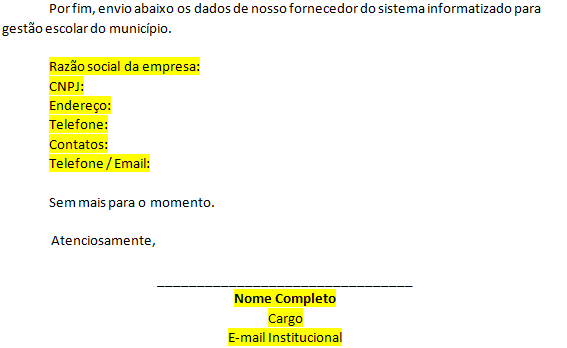 Por fim, envio abaixo os dados de nosso fornecedor do sistema informatizado para
gestão escolar do município.
Razão social da empresa:
CNPJ:
Endereço:
Telefone:
Contatos:
Telefone / Email:
Sem mais para o momento.
Atenciosamente,
__________________________________
Nome Completo
Cargo
E-mail Institucional